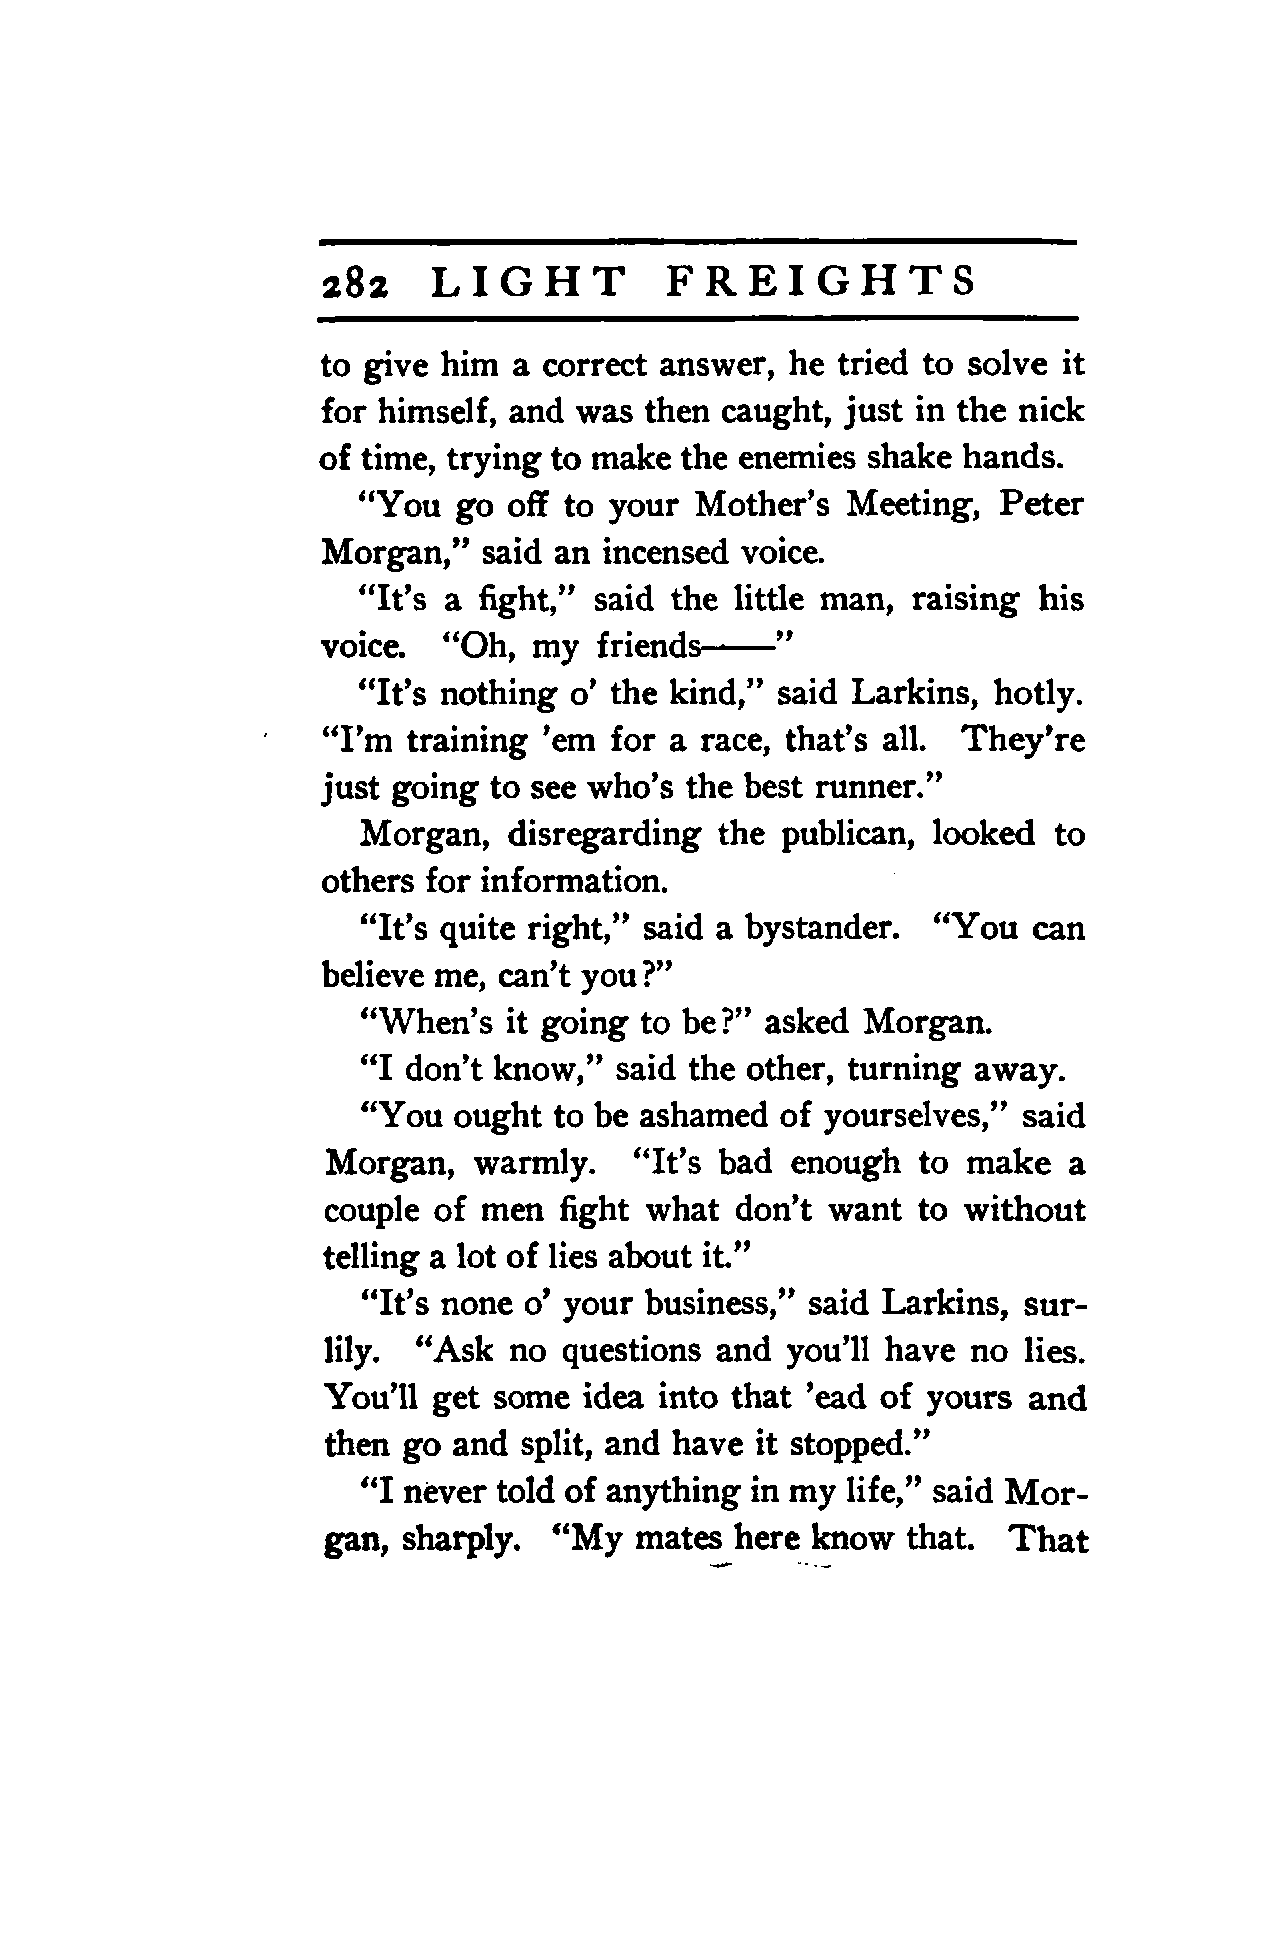 282 LIGHT FREIGHTS
to give him a correct answer, he tried to solve it
for himself, and was then caught, just in the nick
of time, trying to make the enemies shake hands.
“You go off to your Mother’s Meeting, Peter
Morgan,” said an incensed voice.
“It’s a fight,” said the little man, raising his
voice. “Oh, my friends——”
“It’s nothing o’ the kind,” said Larkins, hotly.
“I’m training ’em for a race, that’s all. They’re
just going to see who’s the best runner.”
Morgan, disregarding the publican, looked to
others for information.
“It’s quite right,” said a bystander. “You can
believe me, can’t you?”
“When’s it going to be?” asked Morgan.
“I don’t know,” said the other, turning away.
“You ought to be ashamed of yourselves,” said
Morgan, warmly. “It’s bad enough to make a
couple of men fight what don’t want to without
telling a lot of lies about it.”
“It’s none o’ your business,” said Larkins, sur-
lily. “Ask no questions and you’ll have no lies.
You’ll get some idea into that ’ead of yours and
then go and split, and have it stopped.”
“I never told of anything in my life,” said Mor-
gan, sharply. “My mates here know that. That